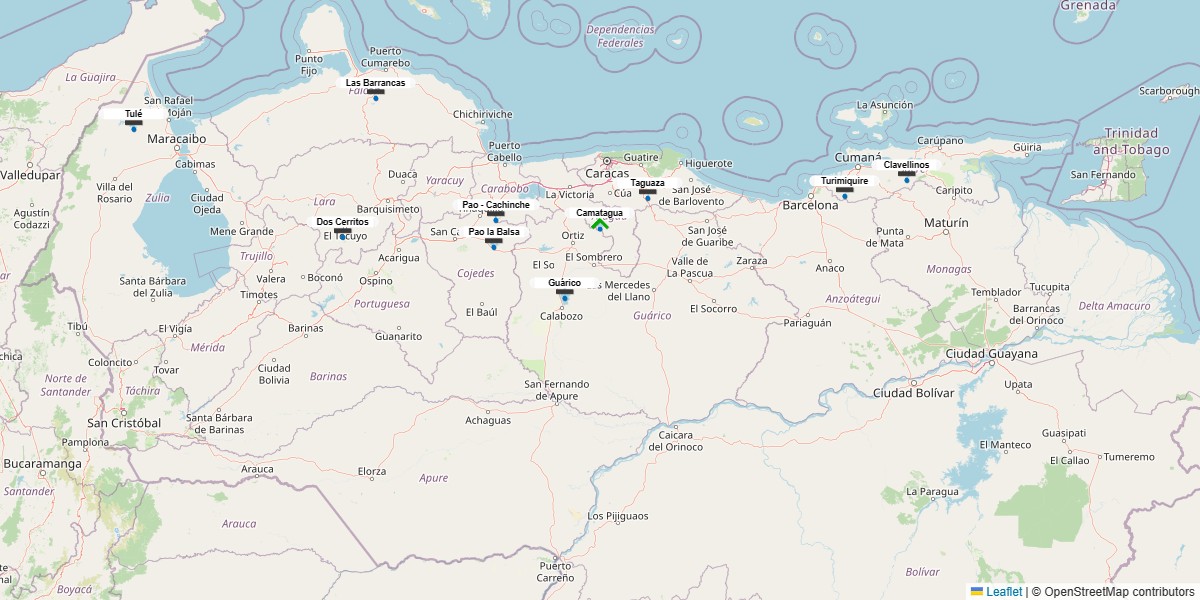 Grenada
Dependencias
Federales
Puerto
Cumarebo
Punto
Fijo
La Guajira
Las Barrancas
Scarborough
San Rafael
Tulé
Moján
La Asunción
Chichiriviche
Maracaibo
Puerto
Cabello
Carúpano
Güiria
Trinidad
and Tobago
Guatire
Higuerote
Cumaná
Clavellinos
Cabimas
Caracas
Valledupar
Duaca
Yaracuy
Carabobo
La Victoria
Cúa
Taguaza
San José
de Barlovento
Turimiquire
San Fernando
Caripito
Villa del
Rosario
Zulia
Ciudad
Ojeda
Lara
Barquisimeto
Pao - Cachinche
Camatagua
Barcelona
Agustín
Codazzi
Mene Grande
Dos Cerritos
El Tocuyo
Pao la Balsa
Ortiz
San José
de Guaribe
Punta
de Mata
Maturín
Trujillo
Acarigua
El Sombrero
Valle de
La Pascua
Zaraza
Anaco
Monagas
Santa Bárbara
del Zulia
Valera
Boconó
Ospino
Cojedes
Guárico
Mercedes
del Llano
Timotes
Portuguesa
El Baúl
Calabozo
Guárico
El Socorro
Anzoátegui
Pariaguán
Temblador
Tucupita
Barrancas
del Orinoco
Delta Amacuro
Tibú
El Vigía
Barinas
Guanarito
Mérida
Coloncito
Tovar
Ciudad
Bolivia
Barinas
Norte de
Santander
Táchira
San Fernando
de Apure
Ciudad Guayana
Ciudad Bolívar
Upata
San Cristóbal
Santa Bárbara
de Barinas
Achaguas
Caicara
del Orinoco
Pamplona
El Manteco
Guasipati
Bucaramanga
Arauca
Elorza
Apure
El Callao
Tumeremo
Santander
La Paragua
Arauca
Los Pijiguaos
Puerto
Carreño
Bolívar
Boyacá
Leaflet | © OpenStreetMap contributors